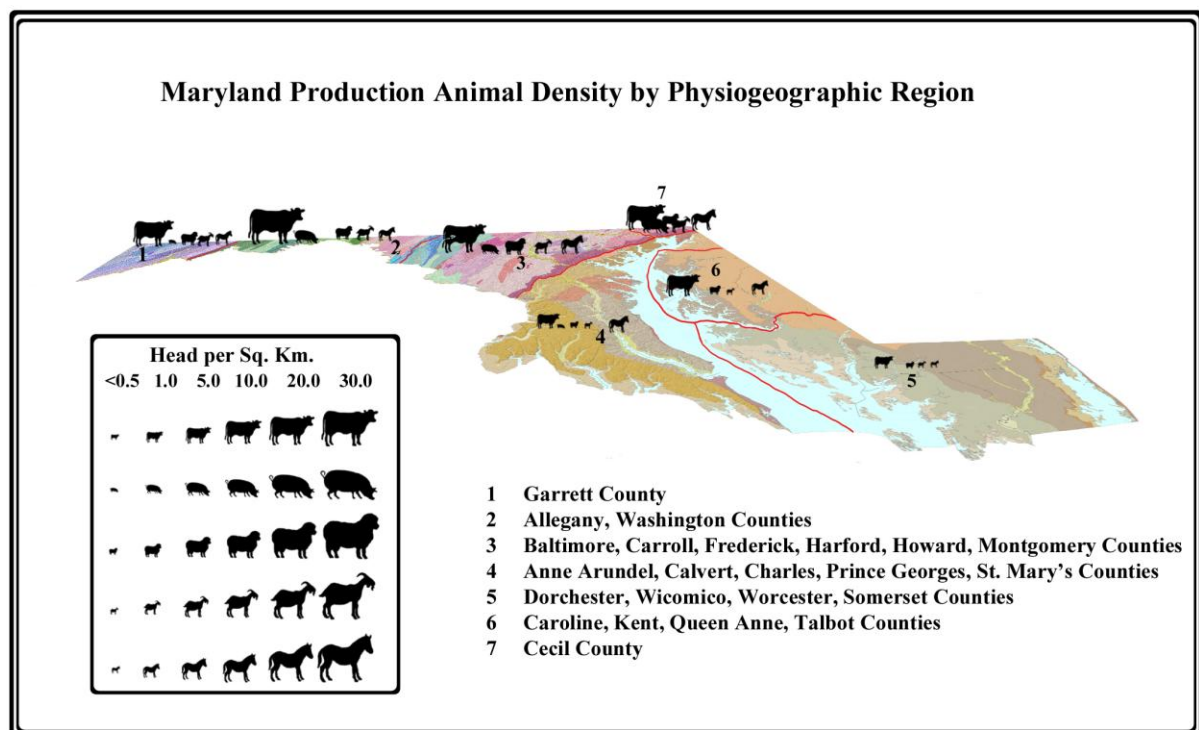 Maryland Production Animal Density by Physiogeographic Region
7
1
2
3
6
4
5
Head per Sq. Km.
<0.5 1.0 5.0 10.0 20.0 30.0
1 Garrett County
2 Allegany, Washington Counties
3 Baltimore, Carroll, Frederick, Harford, Howard, Montgomery Counties
4 Anne Arundel, Calvert, Charles, Prince Georges, St. Mary’s Counties
5 Dorchester, Wicomico, Worcester, Somerset Counties
6 Caroline, Kent, Queen Anne, Talbot Counties
7 Cecil County